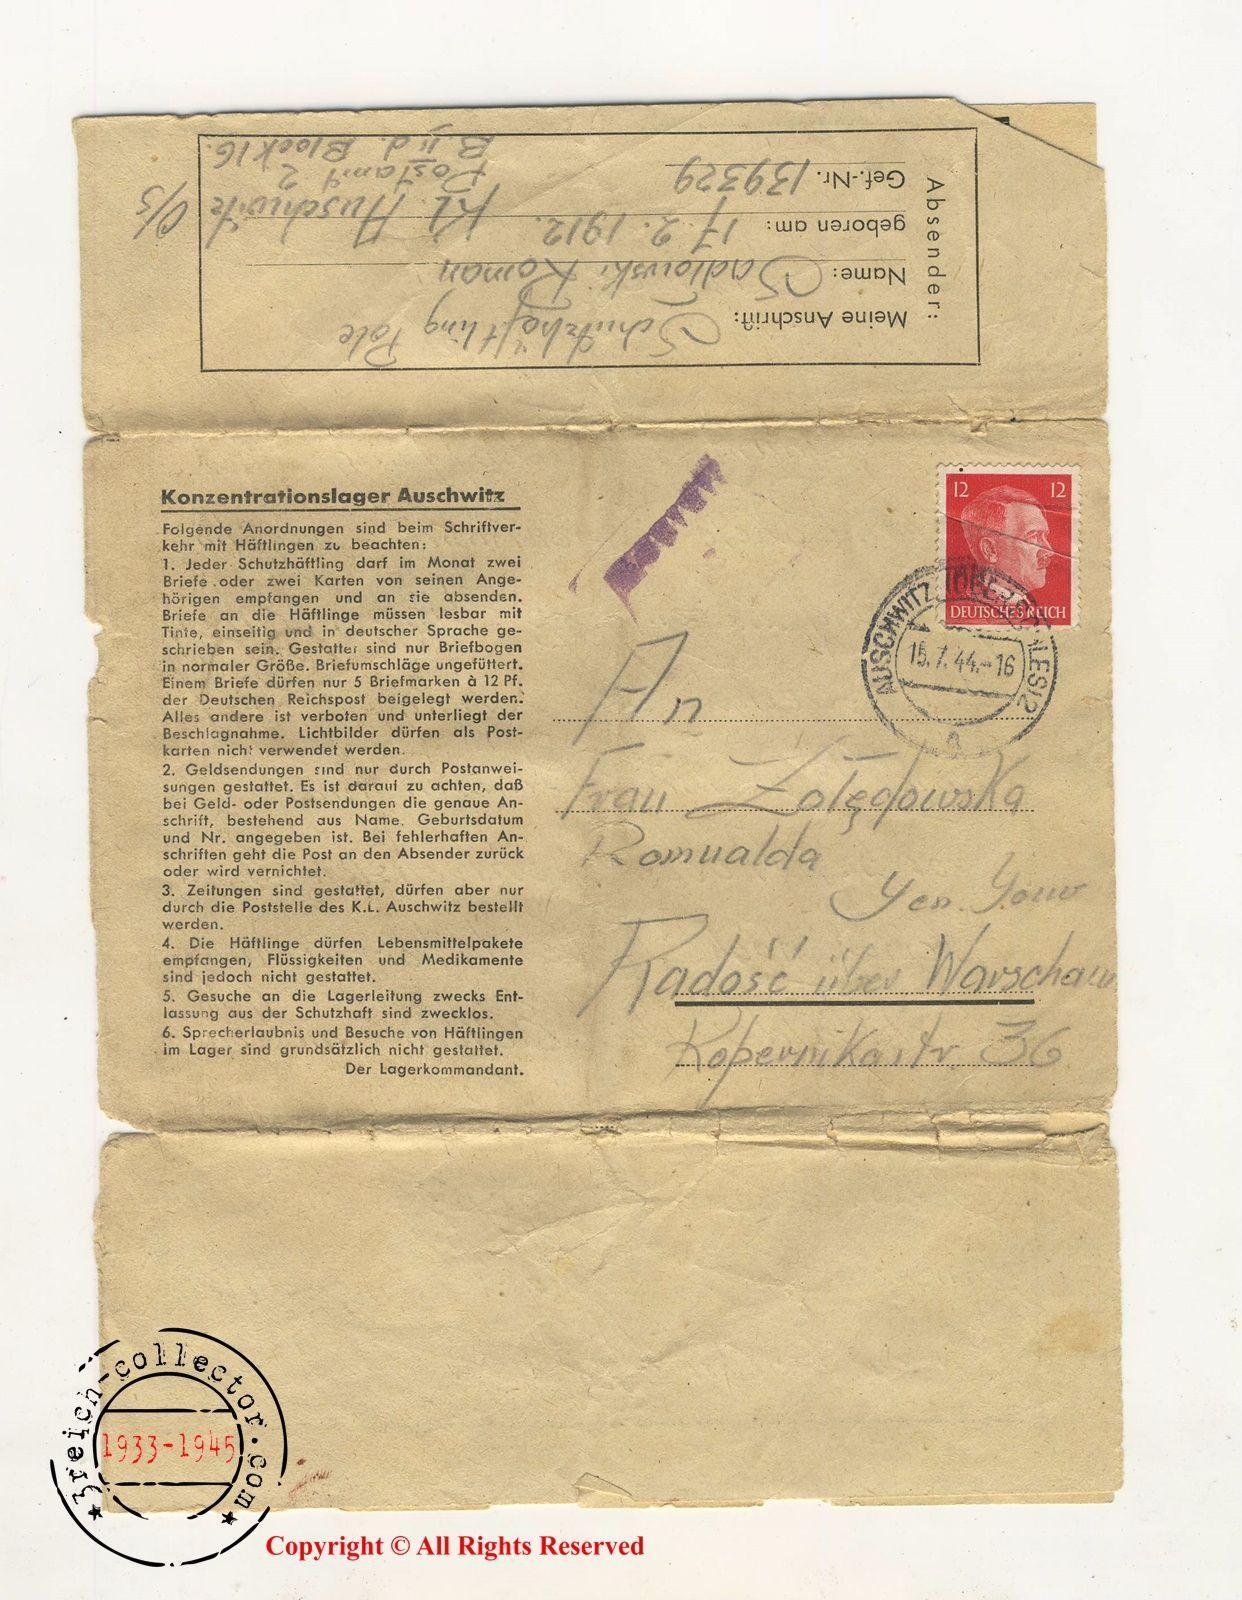 Absender:
Meine Anschrift: Schutzhäftling Pole
Name: Sadlowski Roman
geboren am: 17. 2. 1912. KL. Auschwitz O/S
Gef.-Nr. 139329 Postamt 2
B. II d. Block 16.
Konzentrationslager Auschwitz
Folgende Anordnungen sind beim Schriftver-
kehr mit Häftlingen zu beachten:
1. Jeder Schutzhäftling darf im Monat zwei
Briefe oder zwei Karten von seinen Ange-
hörigen empfangen und an sie absenden.
Briefe an die Häftlinge müssen lesbar mit
Tinte, einseitig und in deutscher Sprache ge-
schrieben sein. Gestattet sind nur Briefbogen
in normaler Größe. Briefumschläge ungefüttert.
Einem Briefe dürfen nur 5 Briefmarken à 12 Pf.
der Deutschen Reichspost beigelegt werden.
Alles andere ist verboten und unterliegt der
Beschlagnahme. Lichtbilder dürfen als Post-
karten nicht verwendet werden.
2. Geldsendungen sind nur durch Postanwei-
sungen gestattet. Es ist darauf zu achten, daß
bei Geld- oder Postsendungen die genaue An-
schrift, bestehend aus Name, Geburtsdatum
und Nr. angegeben ist. Bei fehlerhaften An-
schriften geht die Post an den Absender zurück
oder wird vernichtet.
3. Zeitungen sind gestattet, dürfen aber nur
durch die Poststelle des K.L. Auschwitz bestellt
werden.
4. Die Häftlinge dürfen Lebensmittelpakete
empfangen, Flüssigkeiten und Medikamente
sind jedoch nicht gestattet.
5. Gesuche an die Lagerleitung zwecks Ent-
lassung aus der Schutzhaft sind zwecklos.
6. Sprecherlaubnis und Besuche von Häftlingen
im Lager sind grundsätzlich nicht gestattet.
Der Lagerkommandant.
12 12
DEUTSCHES REICH
AUSCHWITZ (OBERSCHLES)2
15.7.44.-16
a
An
Frau Żołędowska
Romualda
Gen. Gouv
Radość über Warschau
Kopernika str. 36
3reich-collector.com
1933-1945
Copyright © All Rights Reserved